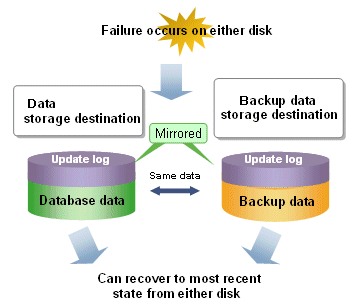 Failure occurs on either disk
Data
storage destination
Backup data
storage destination
Mirrored
Update log
Update log
Same data
Database data
Backup data
Can recover to most recent
state from either disk